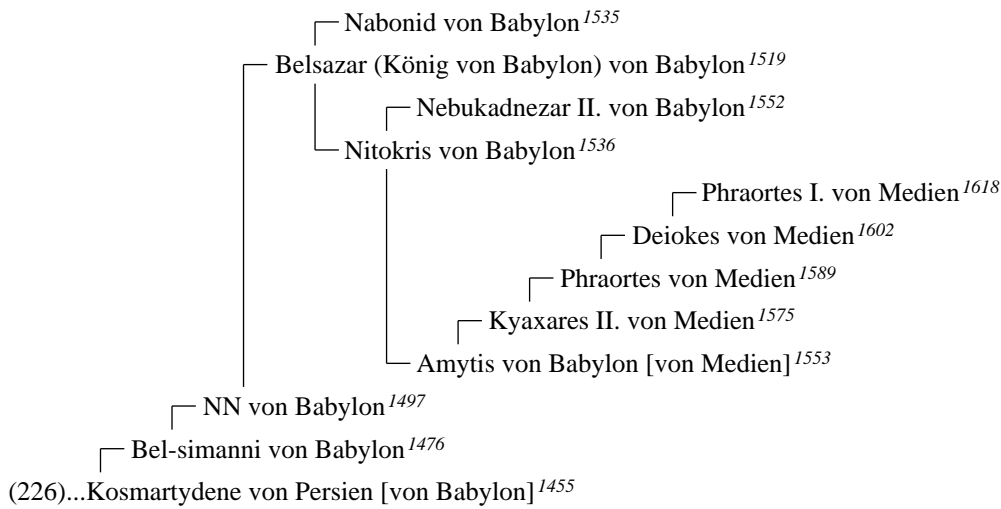 Nabonid von Babylon1535
Belsazar (König von Babylon) von Babylon1519
Nebukadnezar II. von Babylon1552
Nitokris von Babylon1536
Phraortes I. von Medien1618
Deiokes von Medien1602
Phraortes von Medien1589
Kyaxares II. von Medien1575
Amytis von Babylon [von Medien]1553
NN von Babylon1497
Bel-simanni von Babylon1476
(226)...Kosmartydene von Persien [von Babylon]1455